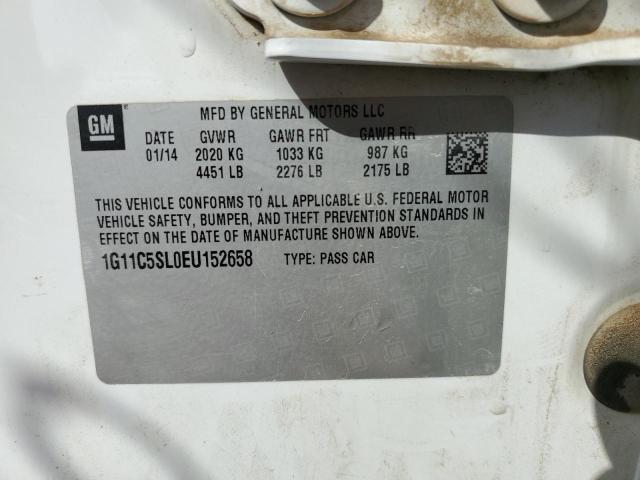 GM MFD BY GENERAL MOTORS LLC
DATE GVWR GAWR FRT GAWR RR
01/14 2020 KG 1033 KG 987 KG
4451 LB 2276 LB 2175 LB
THIS VEHICLE CONFORMS TO ALL APPLICABLE U.S. FEDERAL MOTOR
VEHICLE SAFETY, BUMPER, AND THEFT PREVENTION STANDARDS IN
EFFECT ON THE DATE OF MANUFACTURE SHOWN ABOVE.
1G11C5SL0EU152658 TYPE: PASS CAR